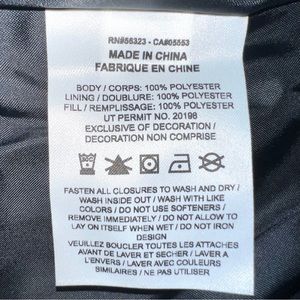 RN#56323 - CA#05553
MADE IN CHINA
FABRIQUE EN CHINE
BODY / CORPS: 100% POLYESTER
LINING / DOUBLURE: 100% POLYESTER
FILL / REMPLISSAGE: 100% POLYESTER
UT PERMIT NO. 20198
EXCLUSIVE OF DECORATION /
DECORATION NON COMPRISE
FASTEN ALL CLOSURES TO WASH AND DRY /
WASH INSIDE OUT / WASH WITH LIKE
COLORS / DO NOT USE SOFTENERS /
REMOVE IMMEDIATELY / DO NOT ALLOW TO
LAY ON ITSELF WHEN WET / DO NOT IRON
DESIGN
VEUILLEZ BOUCLER TOUTES LES ATTACHES
AVANT DE LAVER ET SECHER / LAVER A
L'ENVERS / LAVER AVEC COULEURS
SIMILAIRES / NE PAS UTILISER